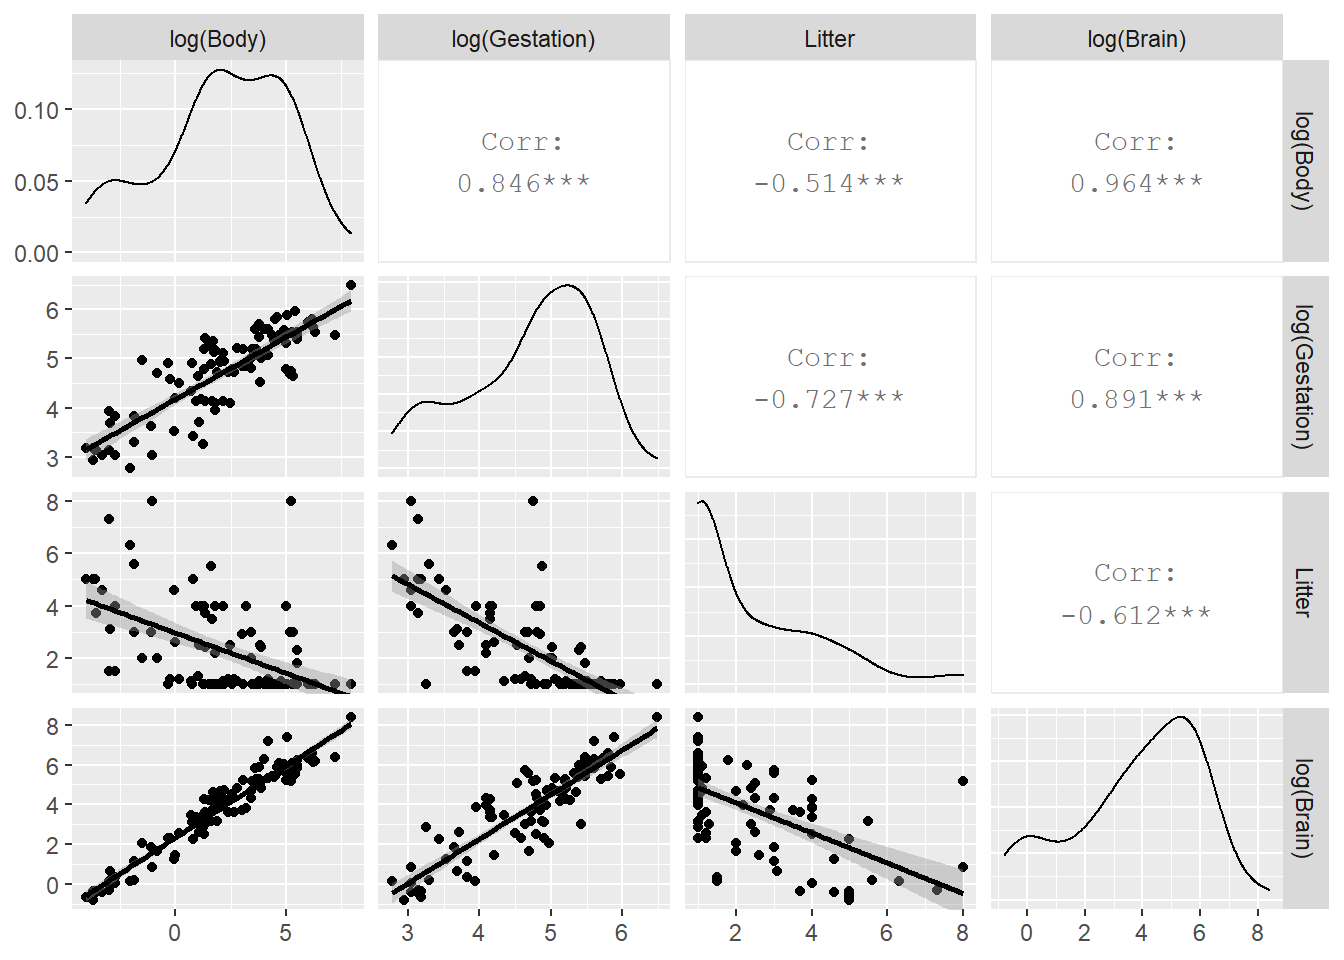 log(Body) log(Gestation) Litter log(Brain)
0.10
0.05
0.00
Corr:
0.846***
Corr:
-0.514***
Corr:
0.964***
log(Body)
6
5
4
3
Corr:
-0.727***
Corr:
0.891***
log(Gestation)
8
6
4
2
Corr:
-0.612***
Litter
8
6
4
2
0
log(Brain)
0 5 3 4 5 6 2 4 6 8 0 2 4 6 8